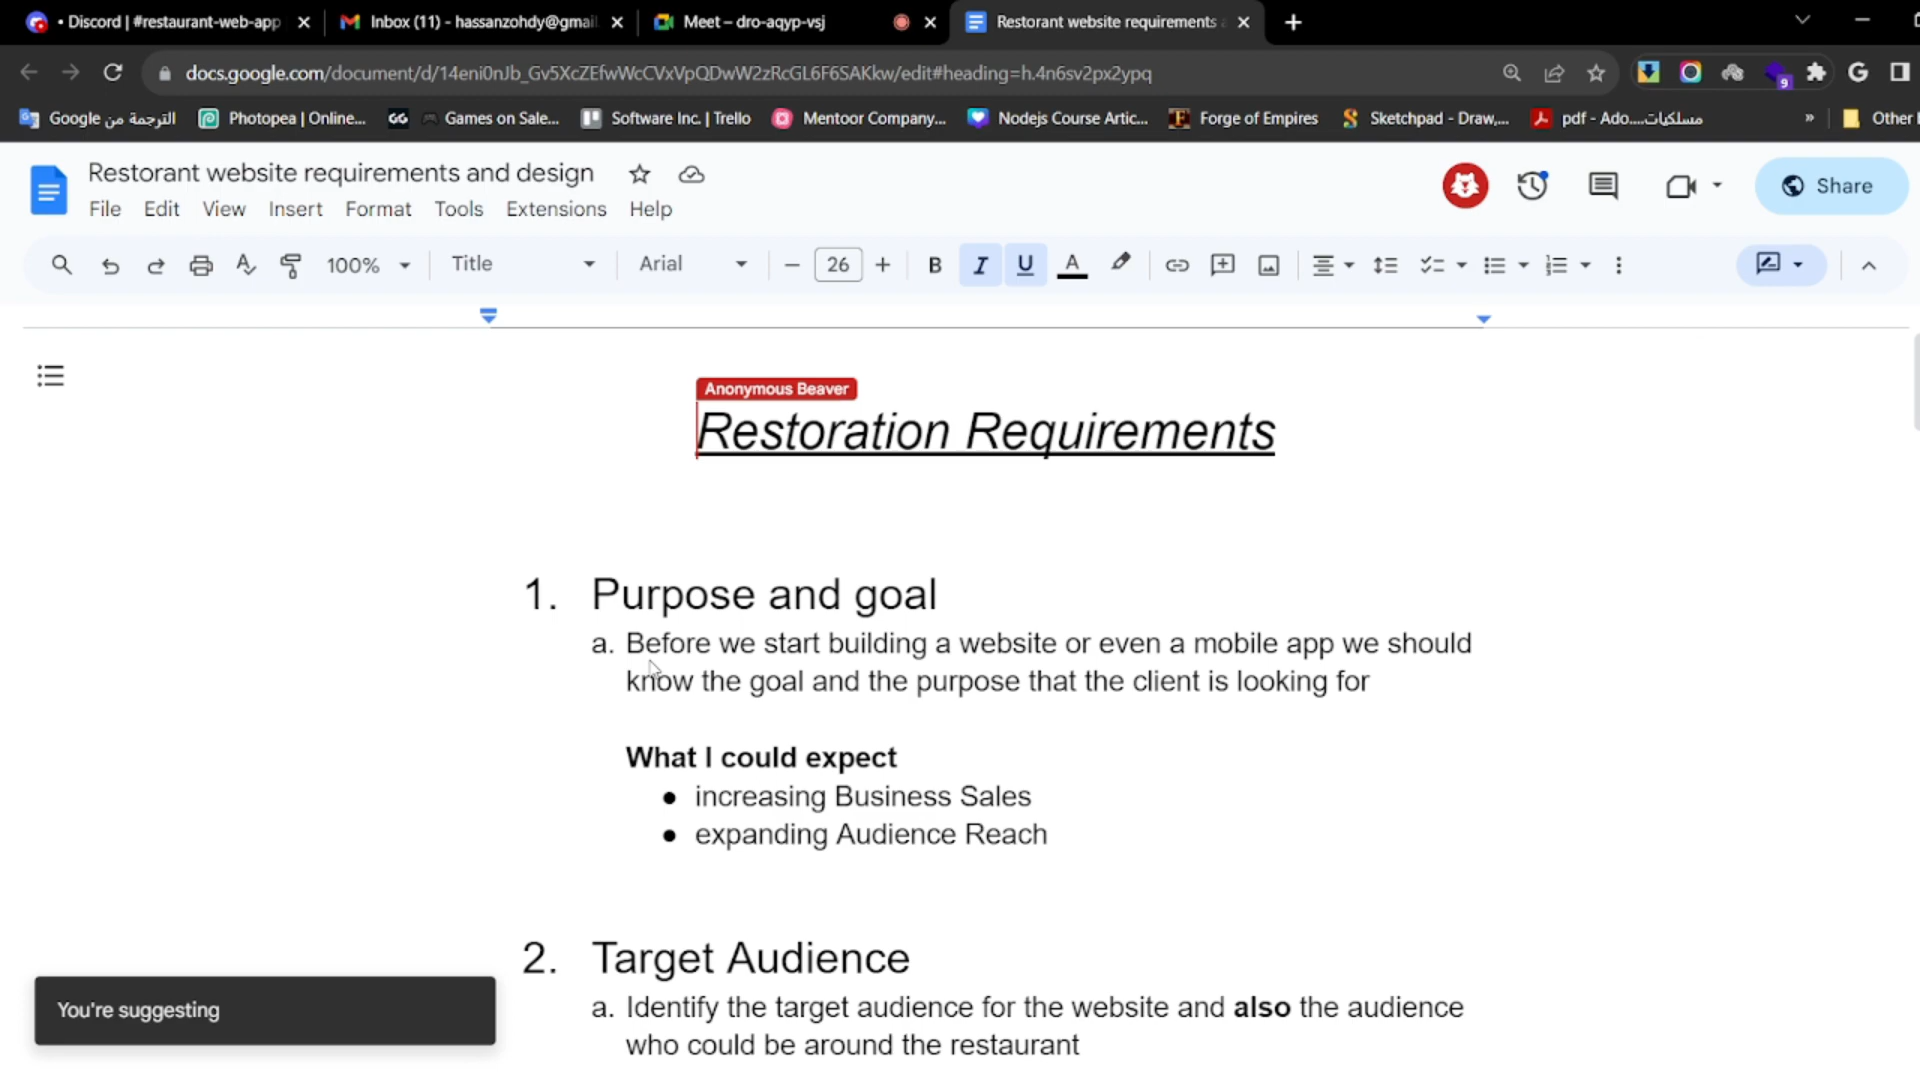 • Discord | #restaurant-web-app
Inbox (11) - hassanzohdy@gmail.
Meet – dro-aqyp-vsj
Restorant website requirements a
docs.google.com/document/d/14eni0nJb_Gv5XcZEfwWcCVxVpQDwW2zRcGL6F6SAKkw/edit#heading=h.4n6sv2px2ypq
9
الترجمة من Google
Photopea | Online...
Games on Sale...
Software Inc. | Trello
Mentoor Company...
Nodejs Course Artic...
Forge of Empires
Sketchpad - Draw,...
مسلكيات....pdf - Ado
»
Other
Restorant website requirements and design
File Edit View Insert Format Tools Extensions Help
Share
100%
Title
Arial
26
B I U A
Anonymous Beaver
Restoration Requirements
1. Purpose and goal
a. Before we start building a website or even a mobile app we should
know the goal and the purpose that the client is looking for
What I could expect
● increasing Business Sales
● expanding Audience Reach
2. Target Audience
a. Identify the target audience for the website and also the audience
who could be around the restaurant
You're suggesting